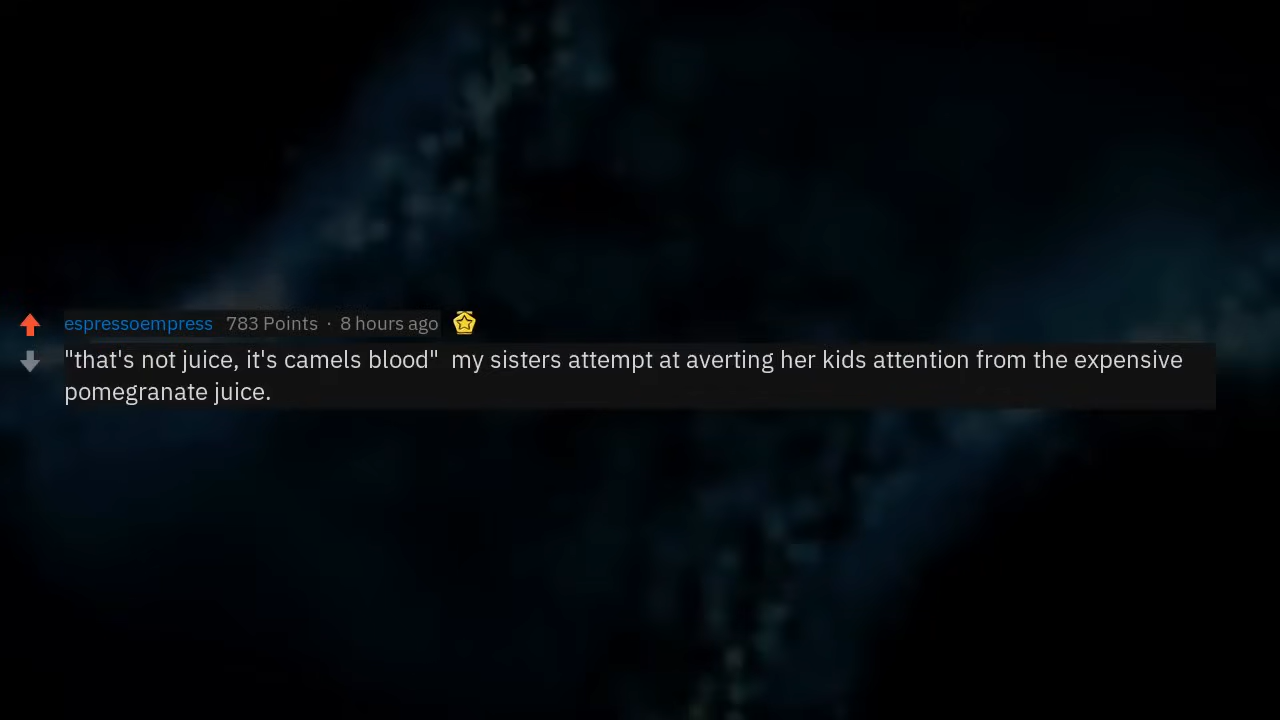 espressoempress 783 Points · 8 hours ago
"that's not juice, it's camels blood"  my sisters attempt at averting her kids attention from the expensive
pomegranate juice.